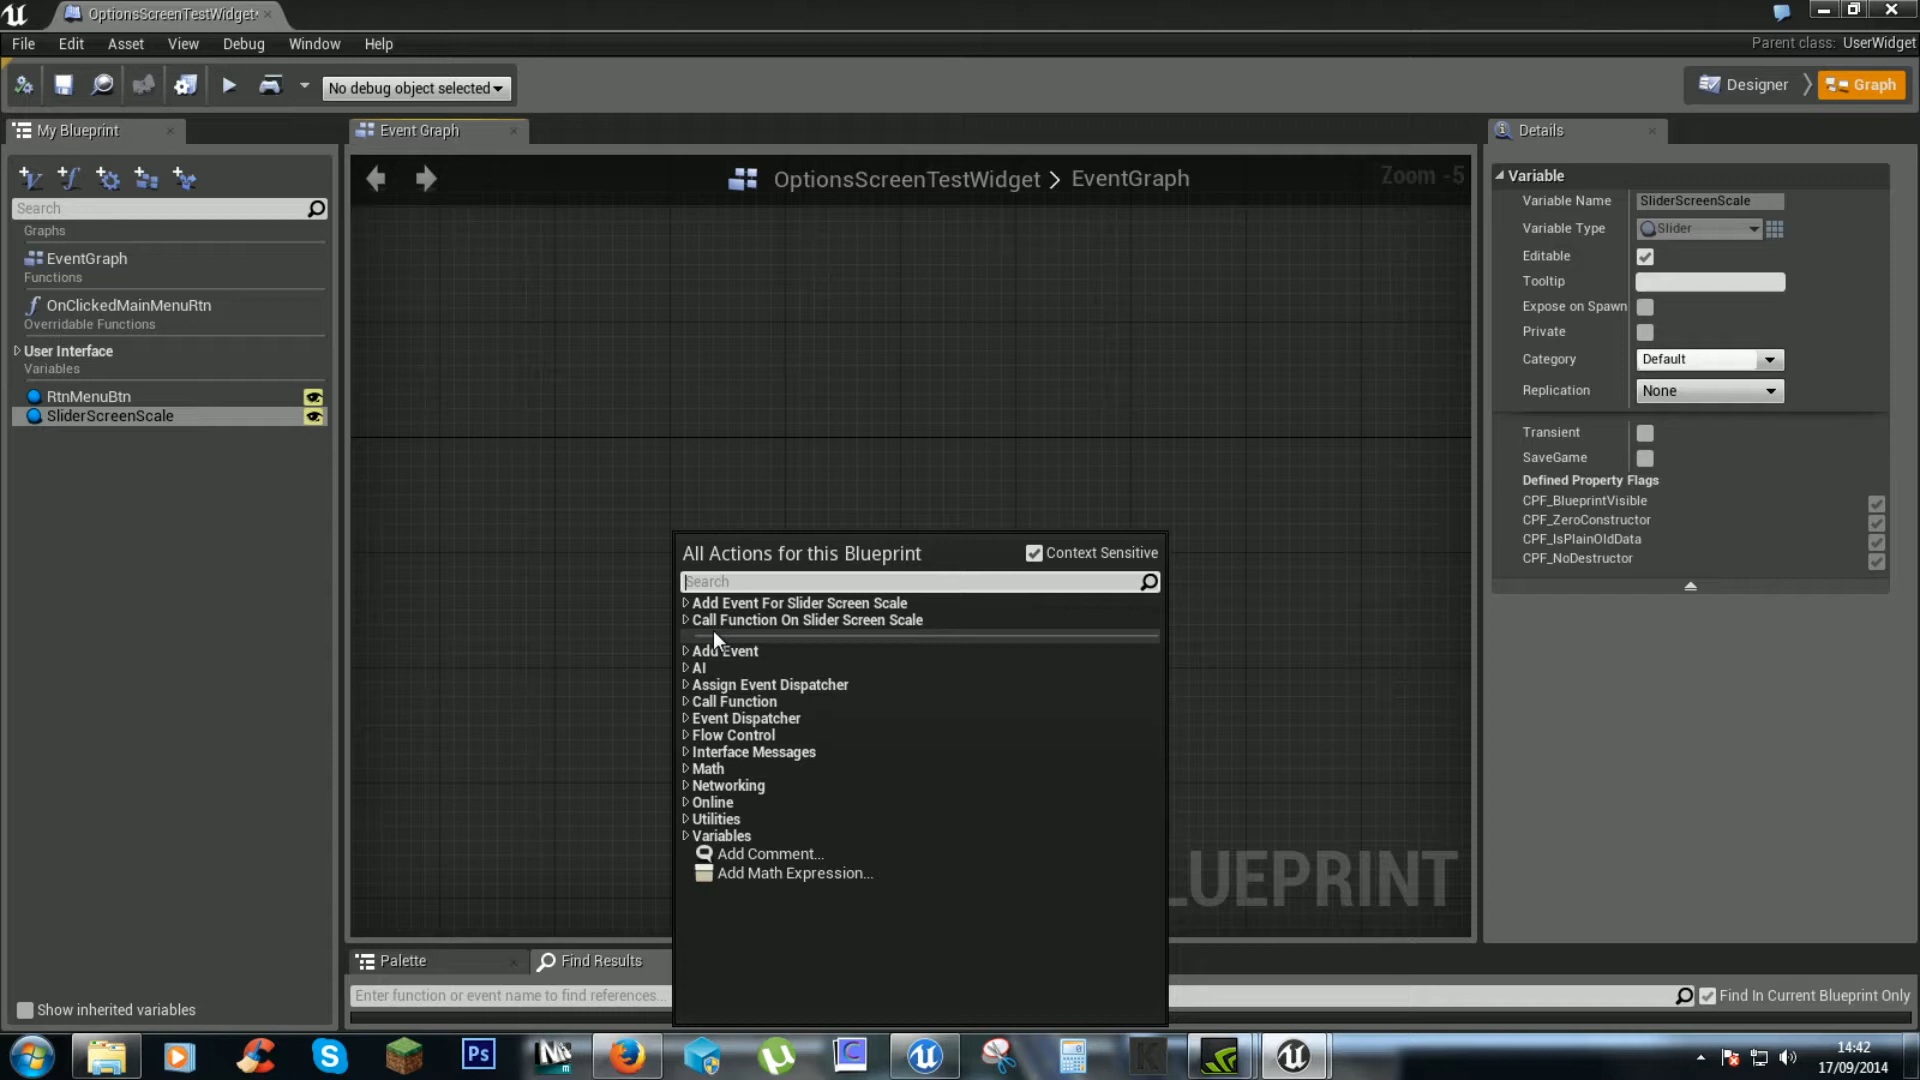 OptionsScreenTestWidget*
File Edit Asset View Debug Window Help
Parent class: UserWidget
No debug object selected
Designer
Graph
My Blueprint
Event Graph
Details
OptionsScreenTestWidget > EventGraph
Zoom -5
Search
Graphs
EventGraph
Functions
OnClickedMainMenuRtn
Overridable Functions
User Interface
Variables
RtnMenuBtn
SliderScreenScale
Show inherited variables
All Actions for this Blueprint
Context Sensitive
Search
Add Event For Slider Screen Scale
Call Function On Slider Screen Scale
Add Event
AI
Assign Event Dispatcher
Call Function
Event Dispatcher
Flow Control
Interface Messages
Math
Networking
Online
Utilities
Variables
Add Comment...
Add Math Expression...
LUEPRINT
Palette
Find Results
Enter function or event name to find references...
Find In Current Blueprint Only
Variable
Variable Name SliderScreenScale
Variable Type Slider
Editable
Tooltip
Expose on Spawn
Private
Category Default
Replication None
Transient
SaveGame
Defined Property Flags
CPF_BlueprintVisible
CPF_ZeroConstructor
CPF_IsPlainOldData
CPF_NoDestructor
Ps
14:42
17/09/2014